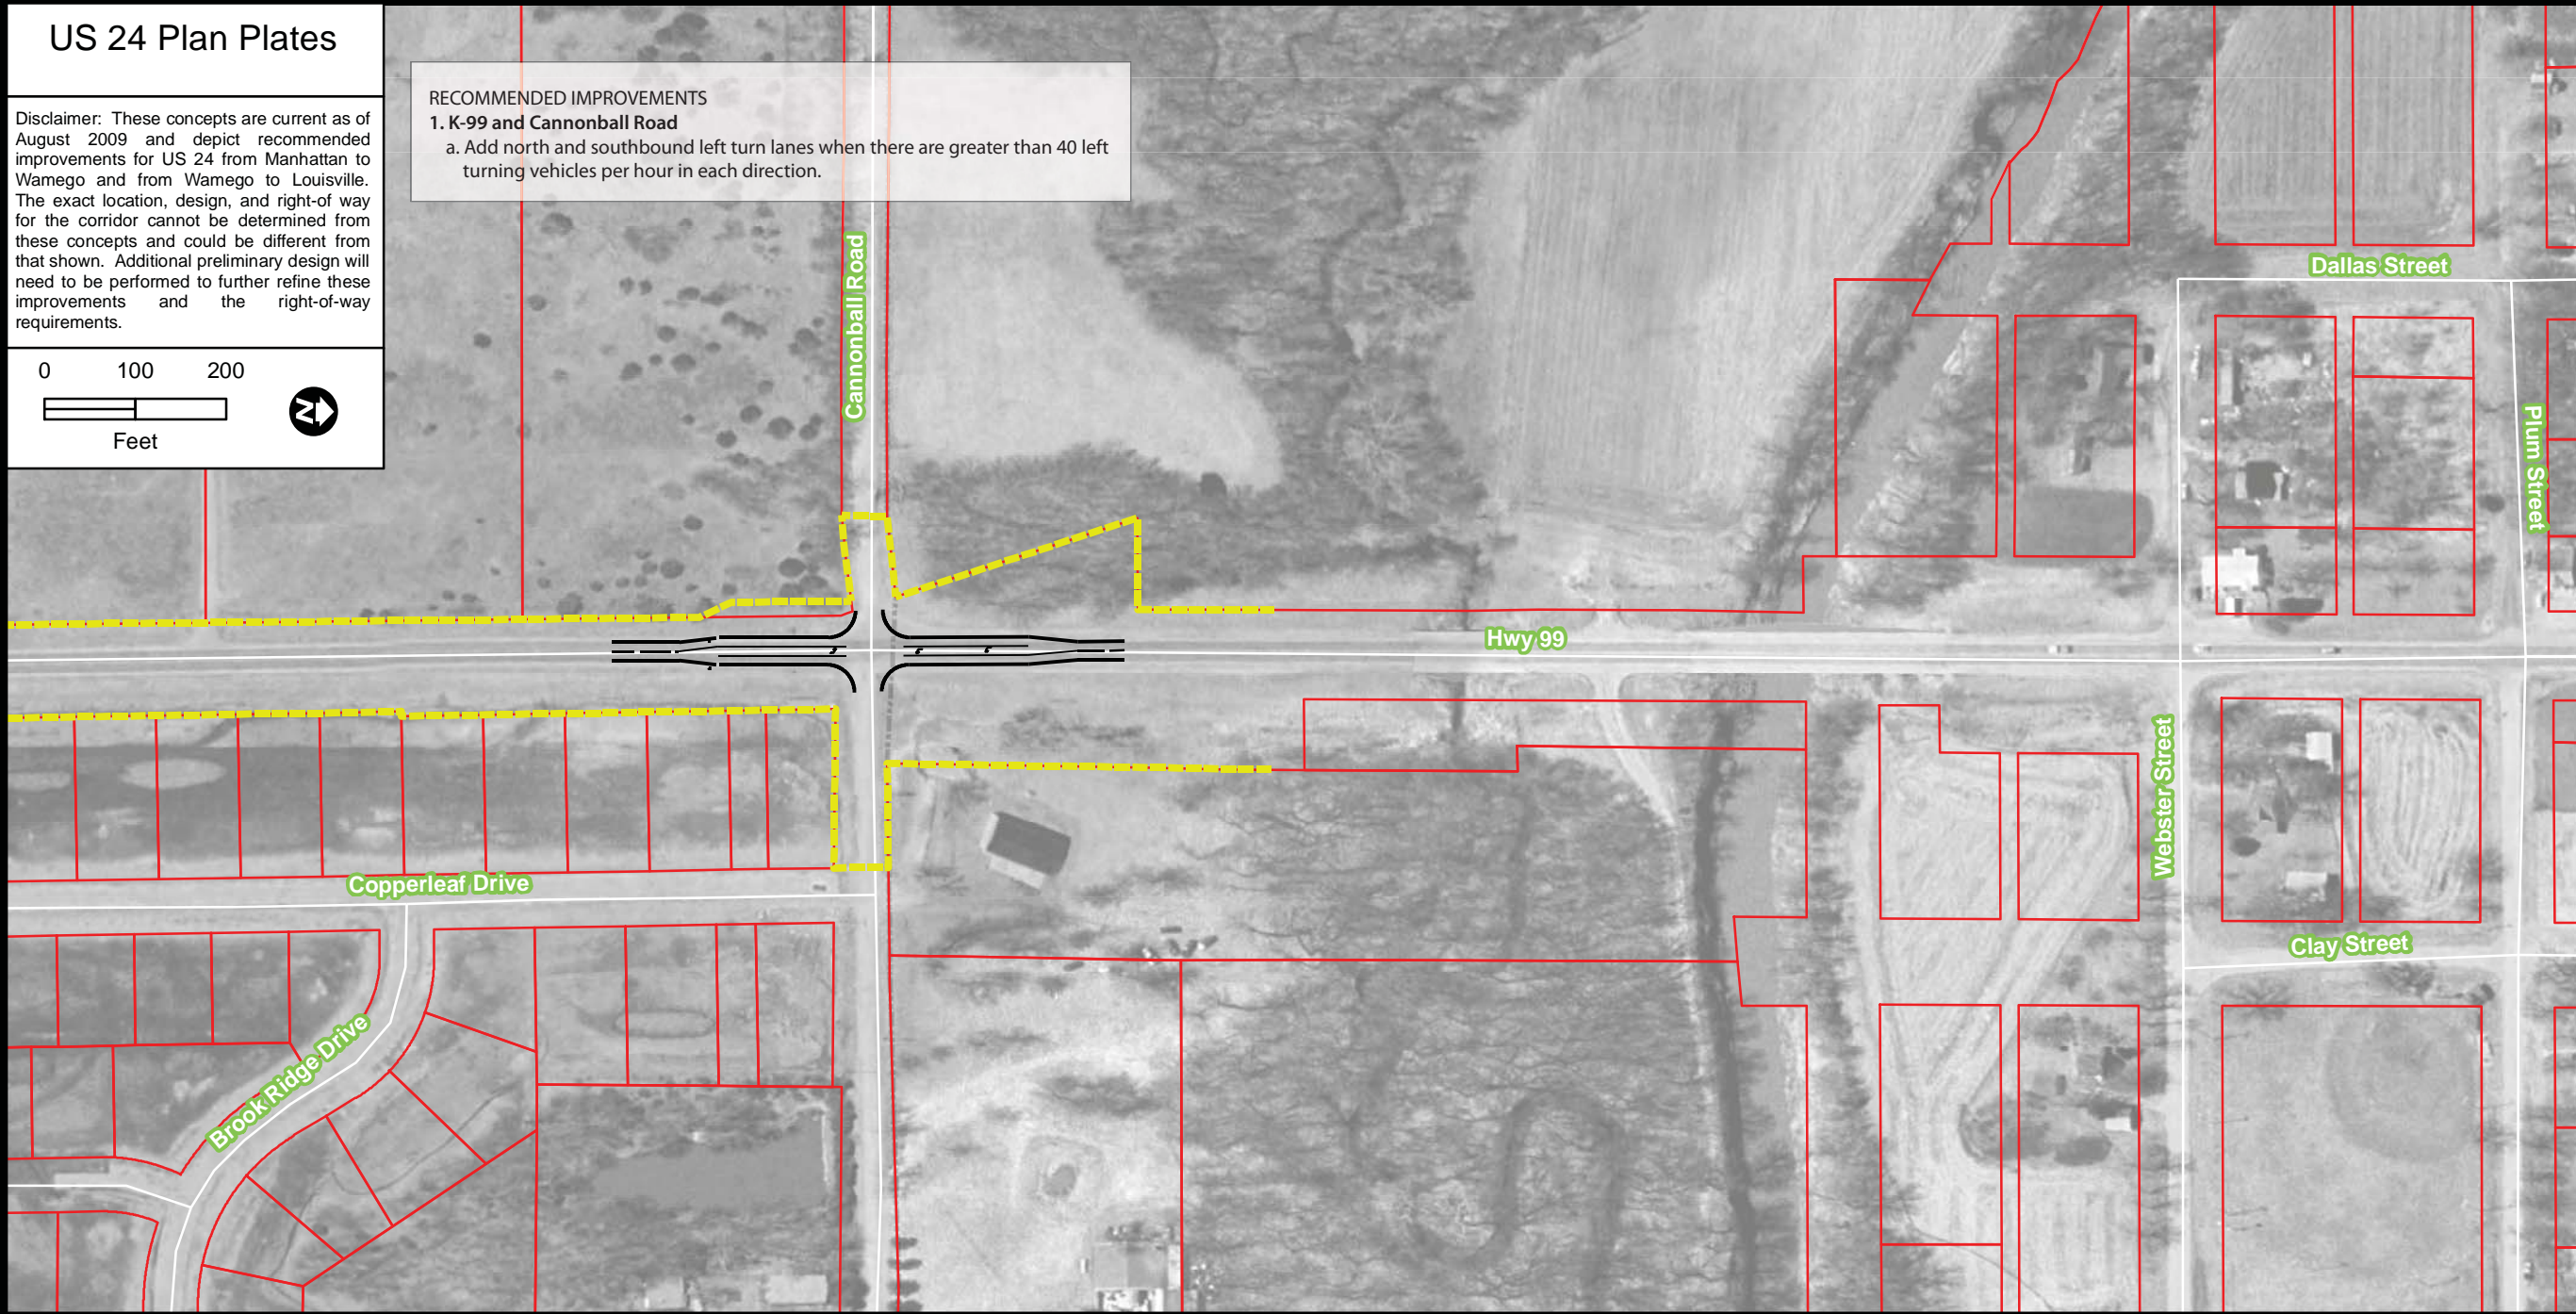 US 24 Plan Plates
Disclaimer: These concepts are current as of
August 2009 and depict recommended
improvements for US 24 from Manhattan to
Wamego and from Wamego to Louisville.
The exact location, design, and right-of way
for the corridor cannot be determined from
these concepts and could be different from
that shown. Additional preliminary design will
need to be performed to further refine these
improvements and the right-of-way
requirements.
0 100 200
Feet
N
RECOMMENDED IMPROVEMENTS
1. K-99 and Cannonball Road
a. Add north and southbound left turn lanes when there are greater than 40 left
turning vehicles per hour in each direction.
Cannonball Road
Dallas Street
Plum Street
Hwy 99
Webster Street
Copperleaf Drive
Clay Street
Brook Ridge Drive